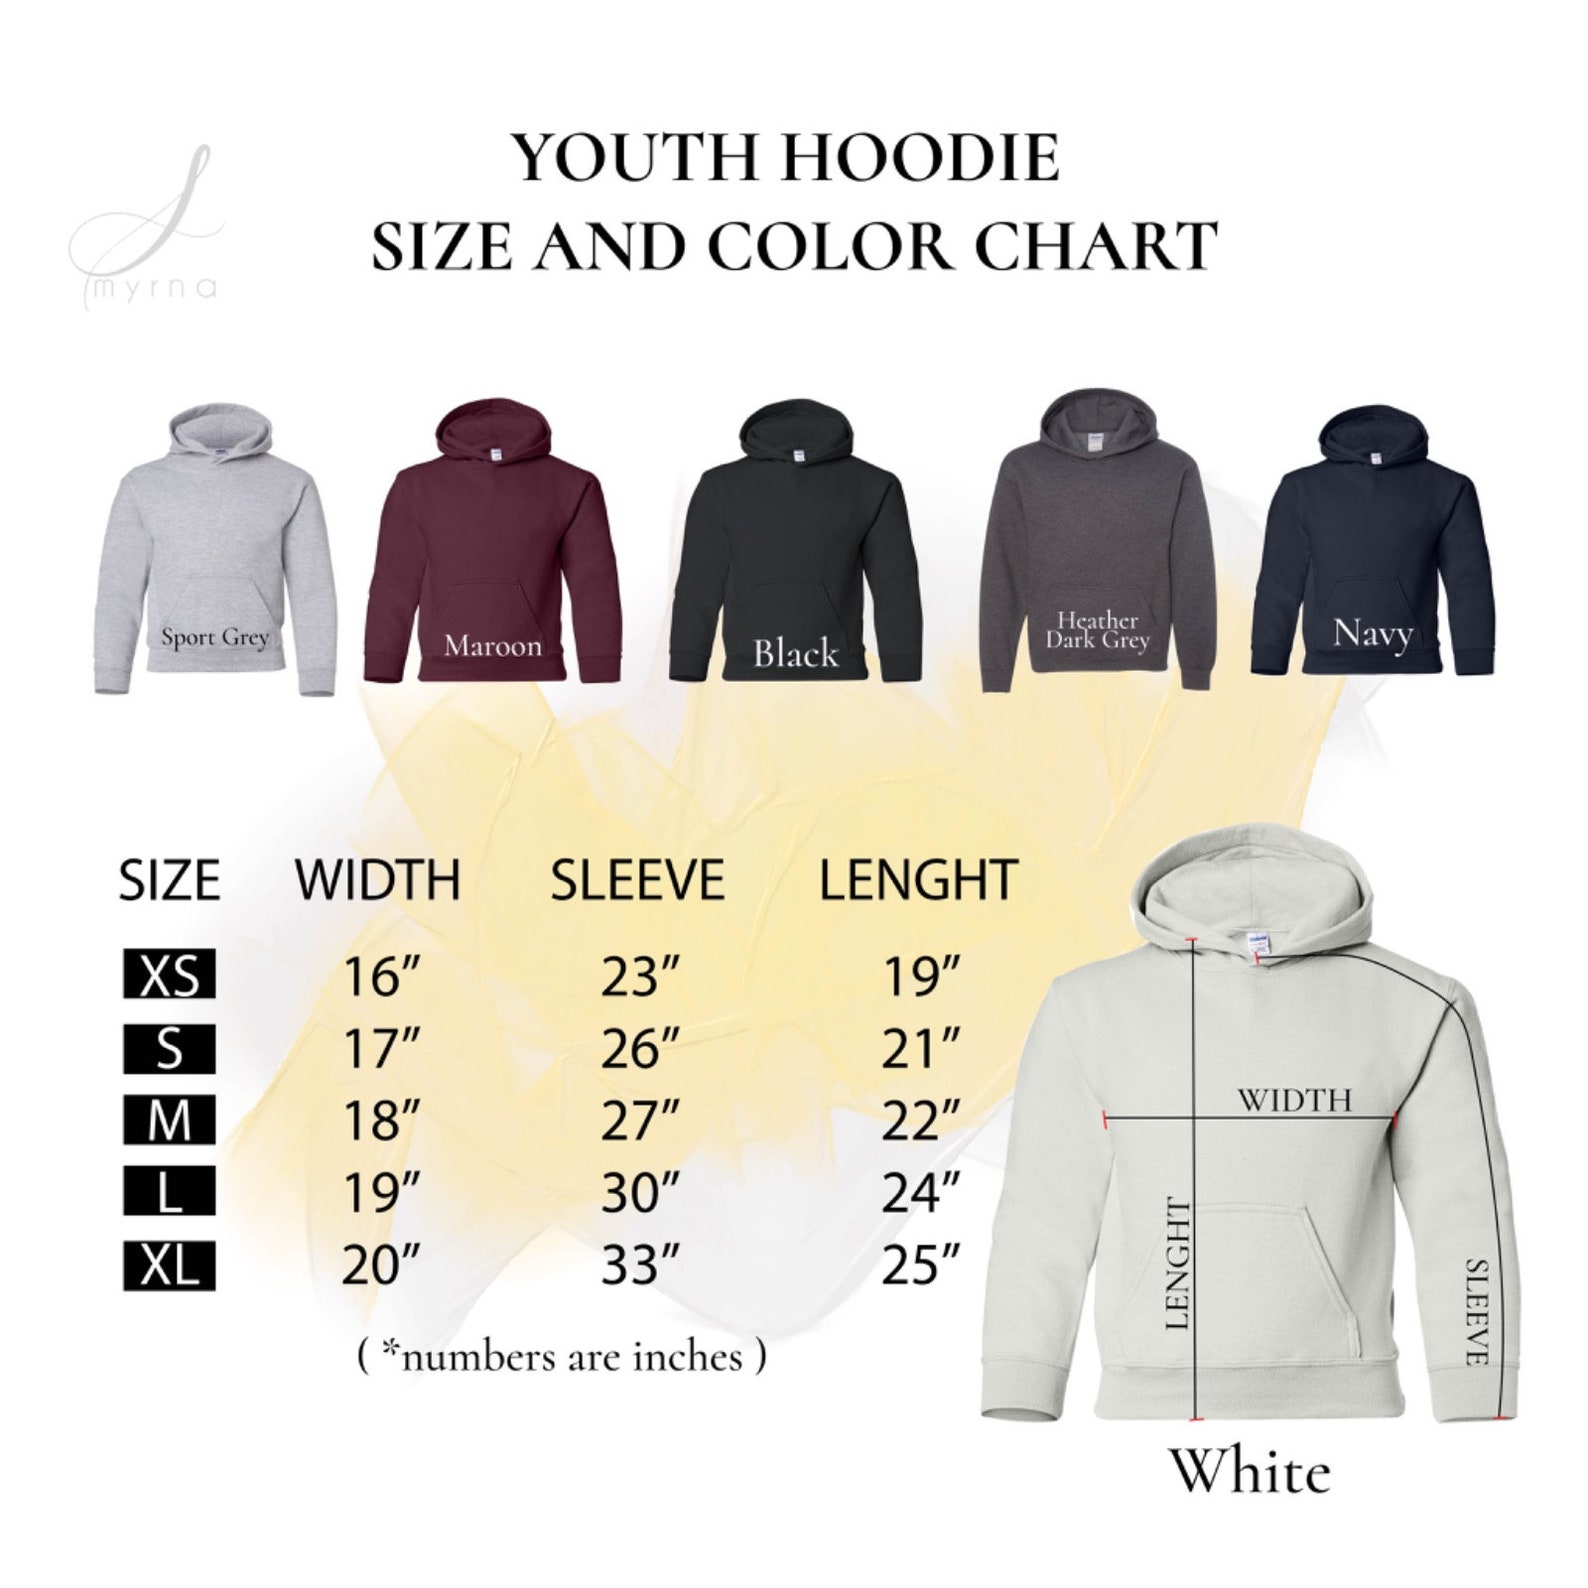 myrna
YOUTH HOODIE
SIZE AND COLOR CHART
Sport Grey
Maroon
Black
Heather
Dark Grey
Navy
SIZE WIDTH SLEEVE LENGHT
XS 16” 23” 19”
S 17” 26” 21”
M 18” 27” 22”
L 19” 30” 24”
XL 20” 33” 25”
( *numbers are inches )
WIDTH
LENGHT
SLEEVE
White